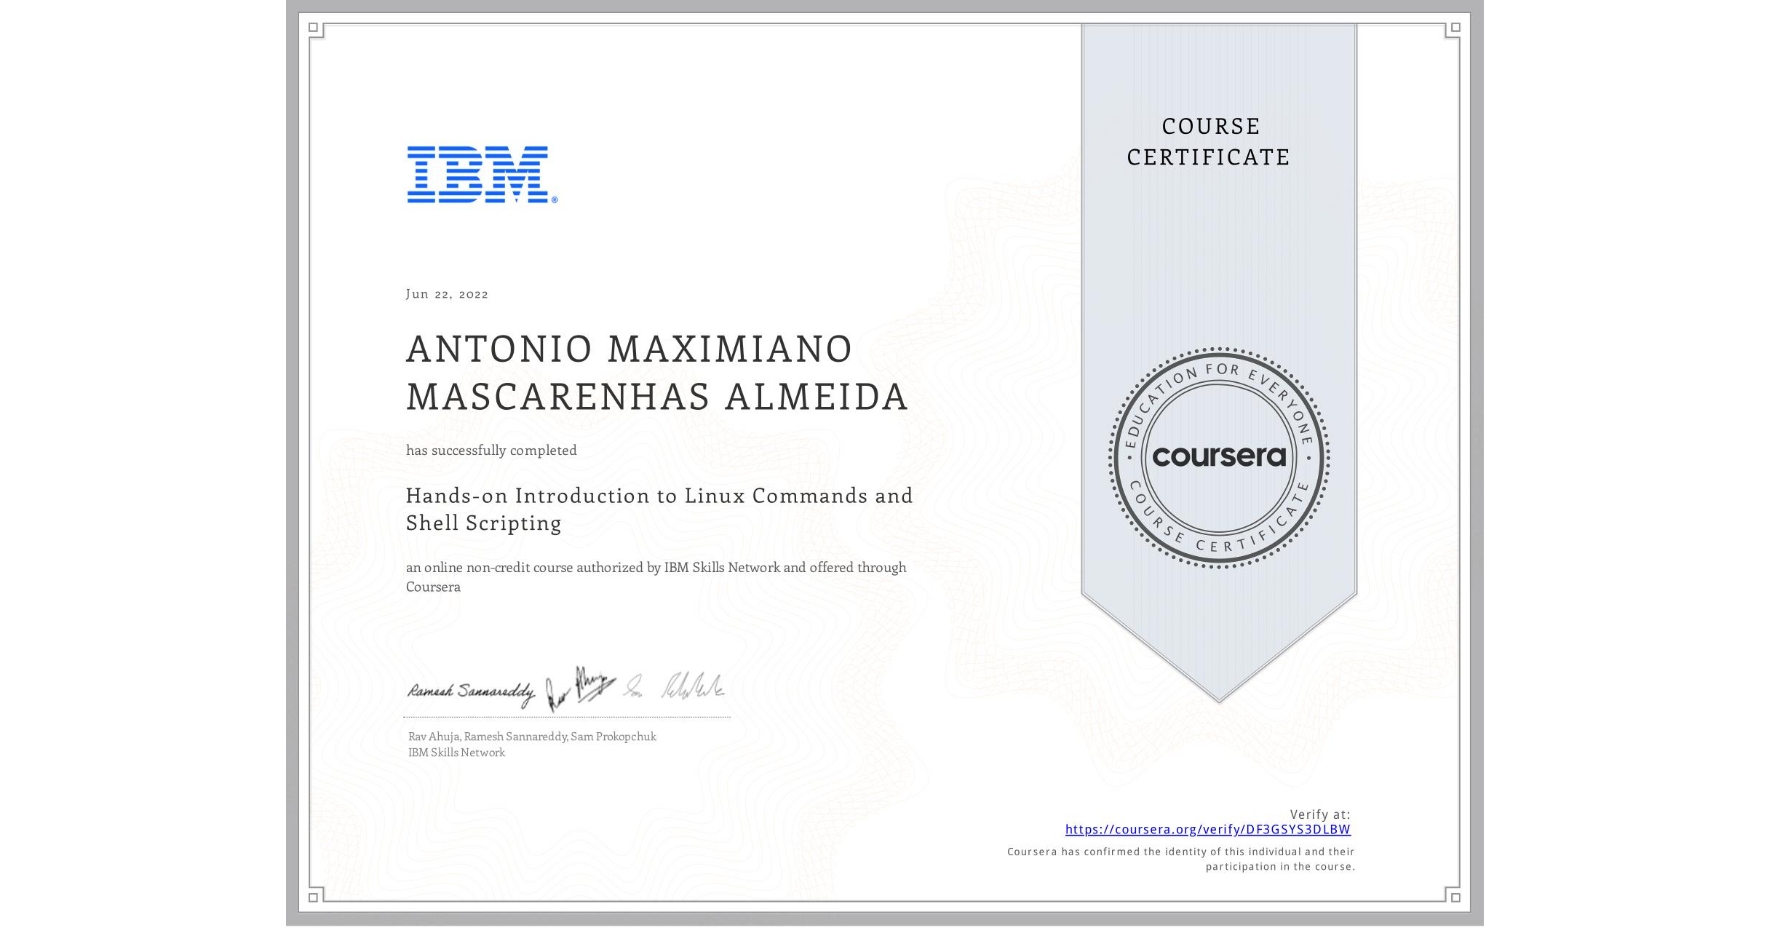 IBM®
COURSE
CERTIFICATE
Jun 22, 2022
ANTONIO MAXIMIANO
MASCARENHAS ALMEIDA
has successfully completed
Hands-on Introduction to Linux Commands and
Shell Scripting
an online non-credit course authorized by IBM Skills Network and offered through
Coursera
EDUCATION FOR EVERYONE
coursera
COURSE CERTIFICATE
Ramesh Sannareddy
Rav Ahuja, Ramesh Sannareddy, Sam Prokopchuk
IBM Skills Network
Verify at:
https://coursera.org/verify/DF3GSYS3DLBW
Coursera has confirmed the identity of this individual and their
participation in the course.